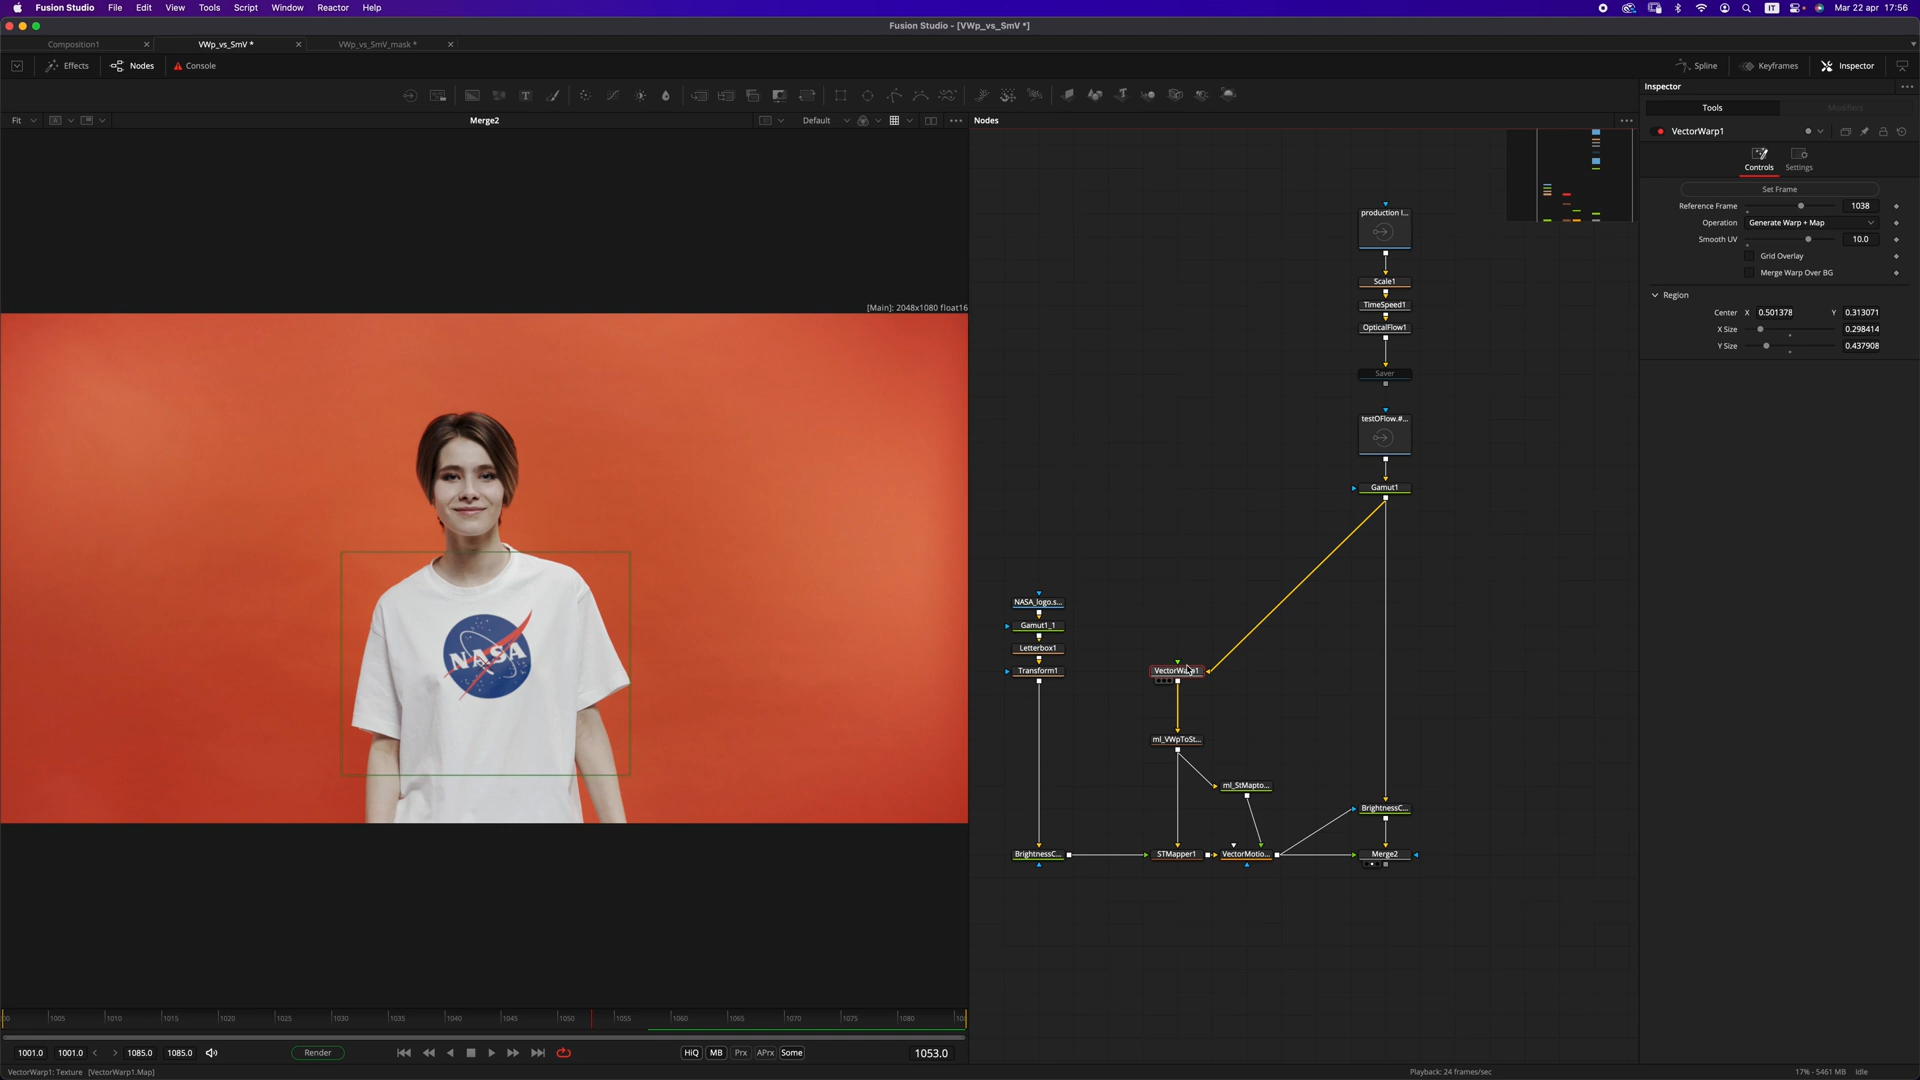 Fusion Studio File Edit View Tools Script Window Reactor Help
IT Mar 22 apr 17:56
Fusion Studio - [VWp_vs_SmV *]
Composition1 VWp_vs_SmV * VWp_vs_SmV_mask *
Effects Nodes Console Spline Keyframes Inspector
Inspector
Tools Modifiers
Fit Merge2 Default Nodes
VectorWarp1
Controls Settings
Set Frame
Reference Frame 1038
Operation Generate Warp + Map
Smooth UV 10.0
Grid Overlay
Merge Warp Over BG
Region
Center X 0.501378 Y 0.313071
X Size 0.298414
Y Size 0.437908
[Main]: 2048x1080 float16
NASA
production I...
Scale1
TimeSpeed1
OpticalFlow1
Saver
testOFlow.#...
Gamut1
NASA_logo.s...
Gamut1_1
Letterbox1
Transform1
VectorWarp1
ml_VWpToSt...
ml_StMapto...
BrightnessC...
BrightnessC... STMapper1 VectorMotio... Merge2
1005 1010 1015 1020 1025 1030 1035 1040 1045 1050 1055 1060 1065 1070 1075 1080
1001.0 1001.0 1085.0 1085.0 Render HiQ MB Prx APrx Some 1053.0
VectorWarp1: Texture [VectorWarp1.Map] Playback: 24 frames/sec 17% - 5461 MB Idle